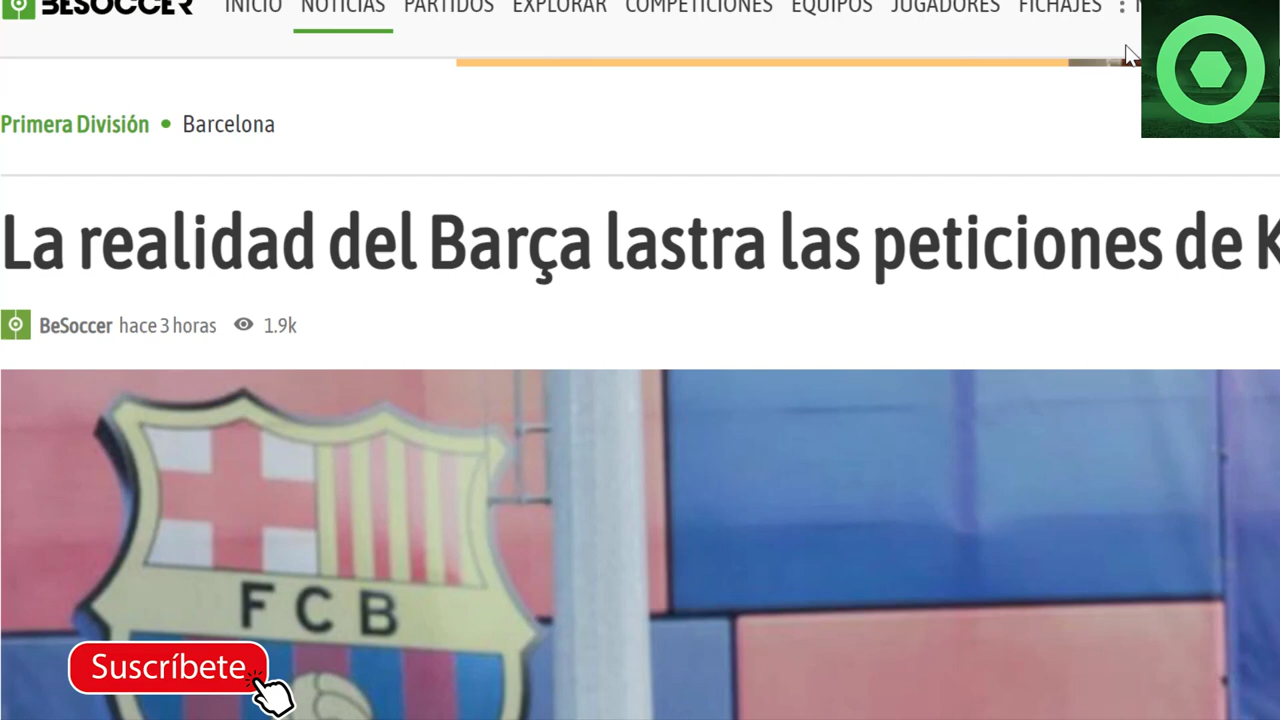 BESOCCER INICIO NOTICIAS PARTIDOS EXPLORAR COMPETICIONES EQUIPOS JUGADORES FICHAJES
Primera División • Barcelona
La realidad del Barça lastra las peticiones de K
BeSoccer hace 3 horas 1.9k
FCB
Suscríbete